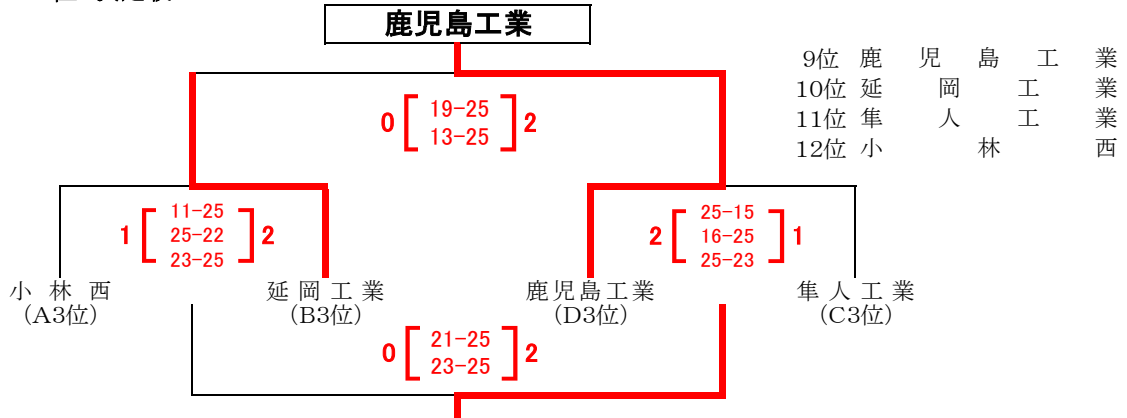 鹿児島工業
9位 鹿児島工業
10位 延岡工業
11位 隼人工業
12位 小林西
0 19-25 2
13-25
11-25
1 25-22 2
23-25
25-15
2 16-25 1
25-23
小林西 延岡工業 鹿児島工業 隼人工業
(A3位) (B3位) (D3位) (C3位)
0 21-25 2
23-25